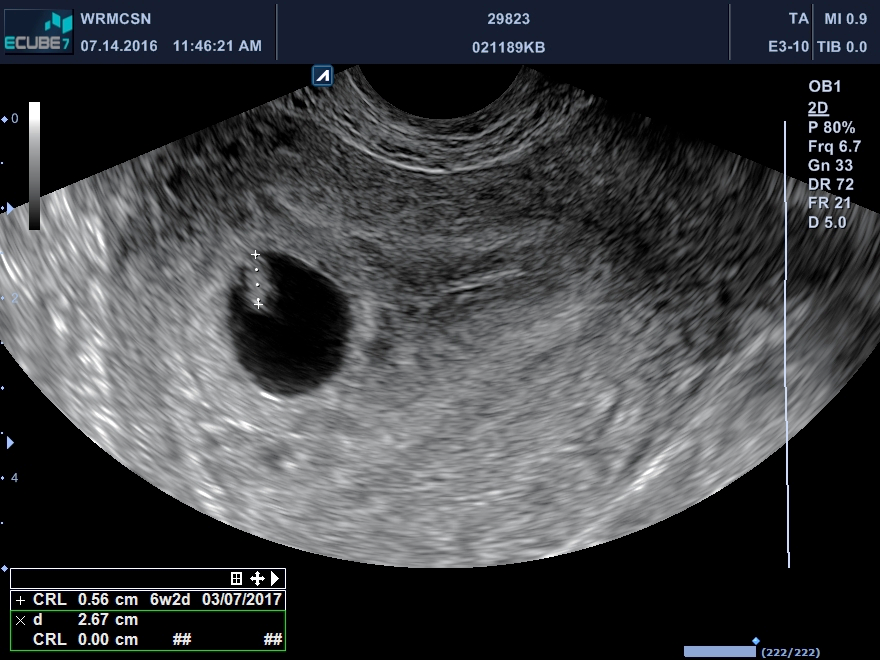 ECUBE 7
WRMCSN
07.14.2016 11:46:21 AM
29823
021189KB
TA MI 0.9
E3-10 TIB 0.0
OB1
2D
P 80%
Frq 6.7
Gn 33
DR 72
FR 21
D 5.0
0
2
4
+ CRL 0.56 cm 6w2d 03/07/2017
× d 2.67 cm
CRL 0.00 cm ## ##
(222/222)